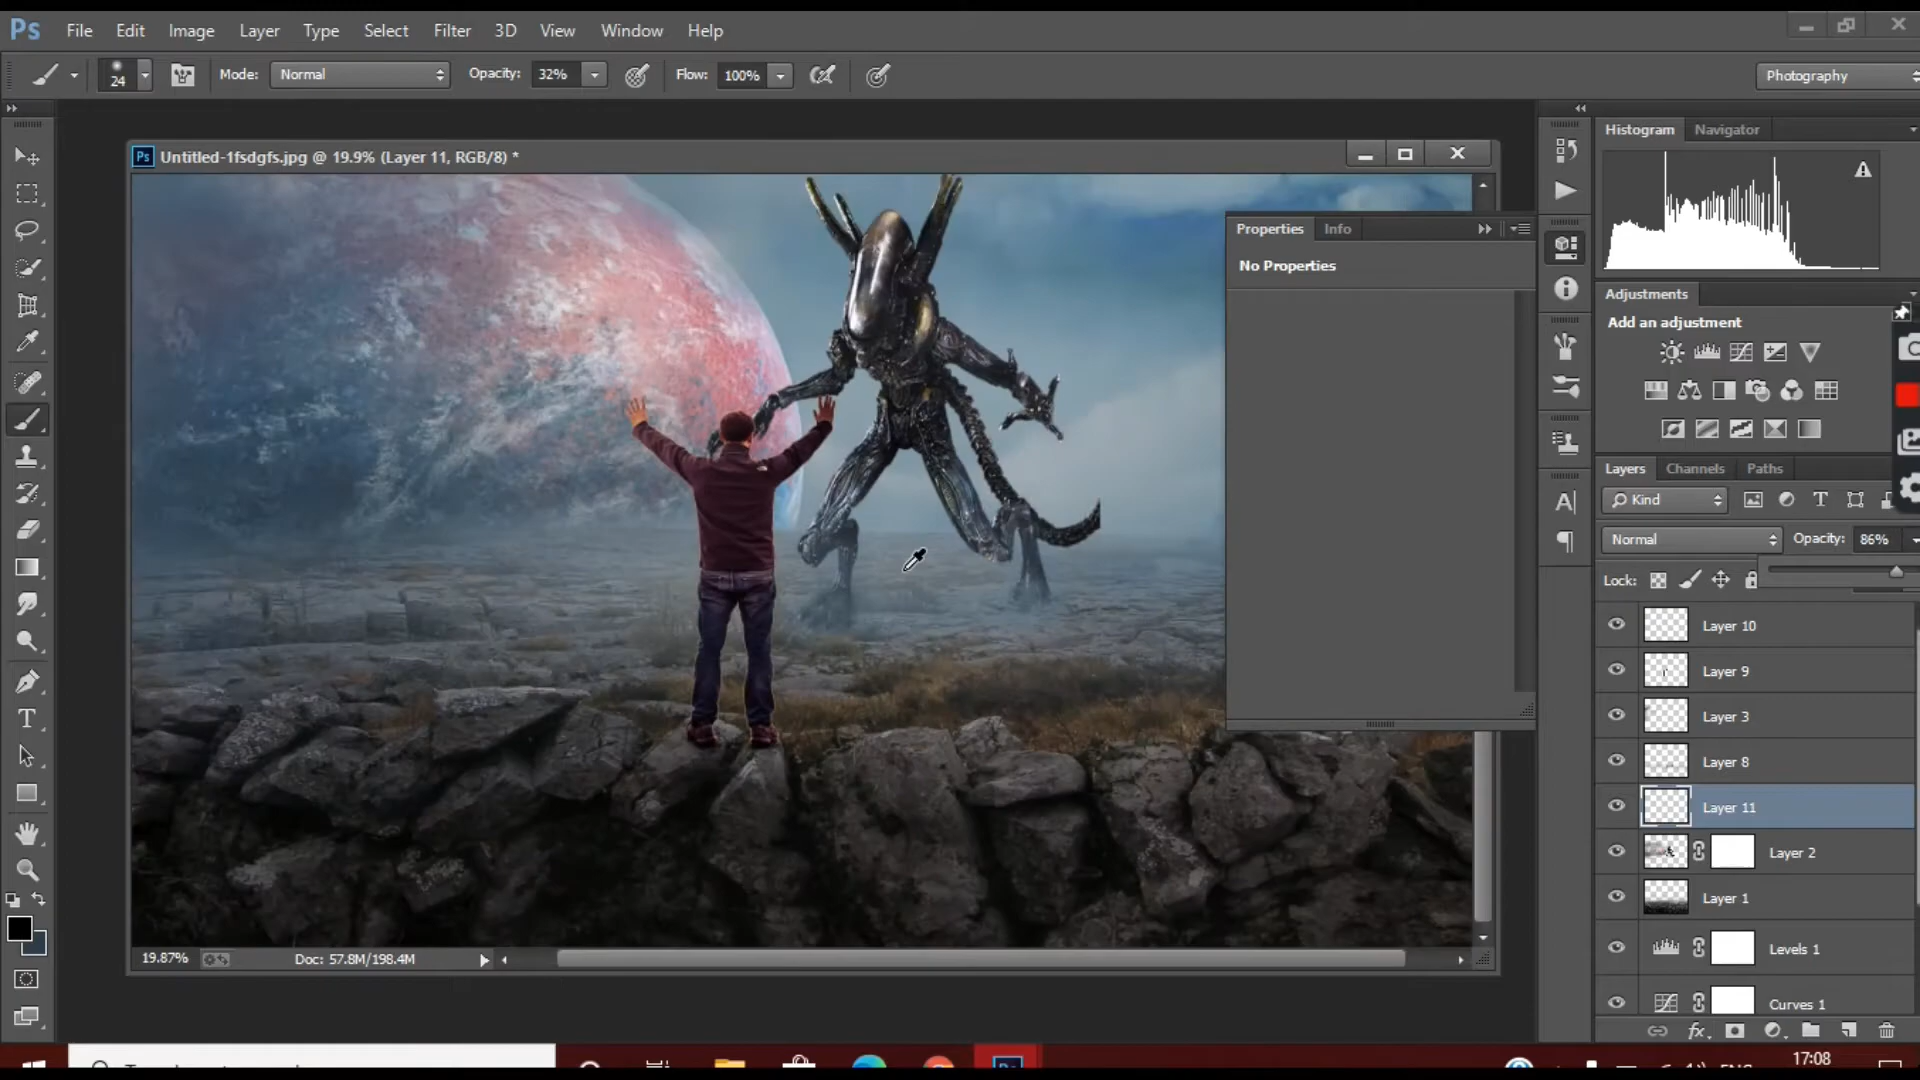 Ps File Edit Image Layer Type Select Filter 3D View Window Help
24 Mode: Normal Opacity: 32% Flow: 100% Photography
Ps Untitled-1fsdgfs.jpg @ 19.9% (Layer 11, RGB/8) *
Histogram Navigator
Properties Info
No Properties
Adjustments
Add an adjustment
Layers Channels Paths
Kind
Normal Opacity: 86%
Lock:
Layer 10
Layer 9
Layer 3
Layer 8
Layer 11
Layer 2
Layer 1
Levels 1
Curves 1
19.87% Doc: 57.8M/198.4M
17:08